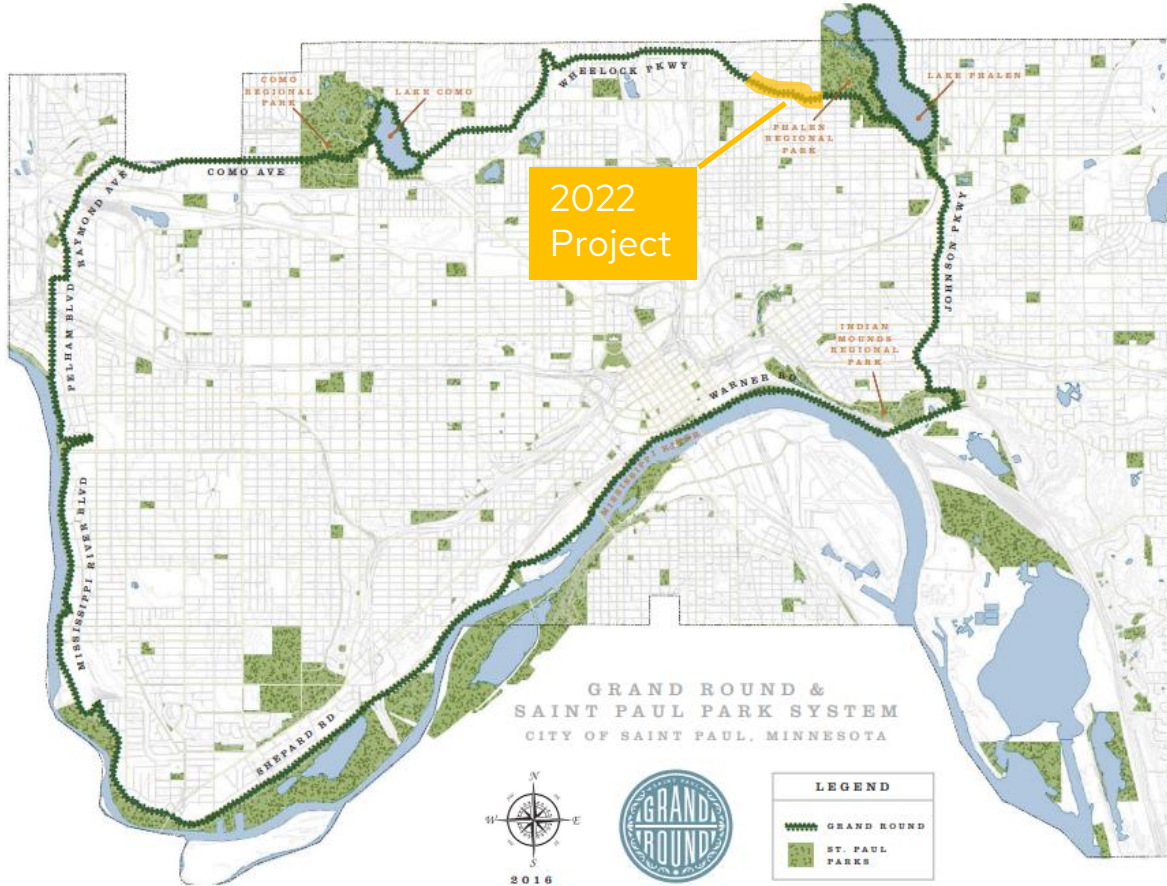 COMO
REGIONAL
PARK
LAKE COMO
WHEELOCK PKWY
LAKE PHALEN
PHALEN
REGIONAL
PARK
COMO AVE
RAYMOND AVE
2022
Project
PELHAM BLVD
JOHNSON PKWY
INDIAN
MOUNDS
REGIONAL
PARK
WARNER RD
MISSISSIPPI RIVER
MISSISSIPPI RIVER BLVD
SHEPARD RD
GRAND ROUND &
SAINT PAUL PARK SYSTEM
CITY OF SAINT PAUL, MINNESOTA
N
W
E
S
2016
SAINT PAUL
GRAND
ROUND
LEGEND
GRAND ROUND
ST. PAUL
PARKS